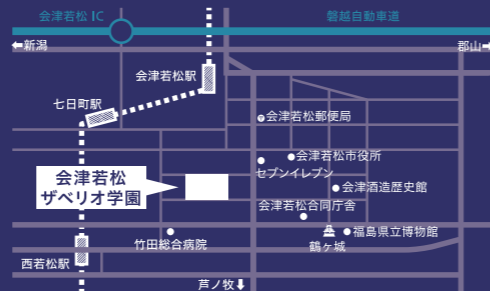 会津若松 IC
磐越自動車道
⬅新潟
郡山➡
会津若松駅
七日町駅
会津若松郵便局
会津若松市役所
セブンイレブン
会津若松
ザベリオ学園
会津酒造歴史館
会津若松合同庁舎
福島県立博物館
竹田総合病院
鶴ヶ城
西若松駅
芦ノ牧⬇